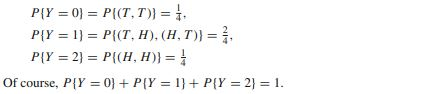 P{Y = 0} = P{(T, T)} = 1/4,
P{Y = 1} = P{(T, H), (H, T)} = 2/4,
P{Y = 2} = P{(H, H)} = 1/4
Of course, P{Y = 0} + P{Y = 1} + P{Y = 2} = 1.